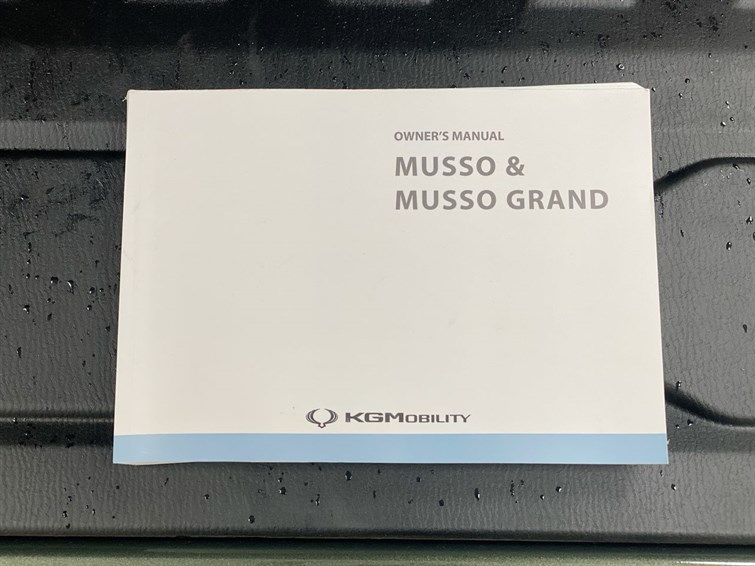 OWNER'S MANUAL
MUSSO &
MUSSO GRAND
KGMOBILITY